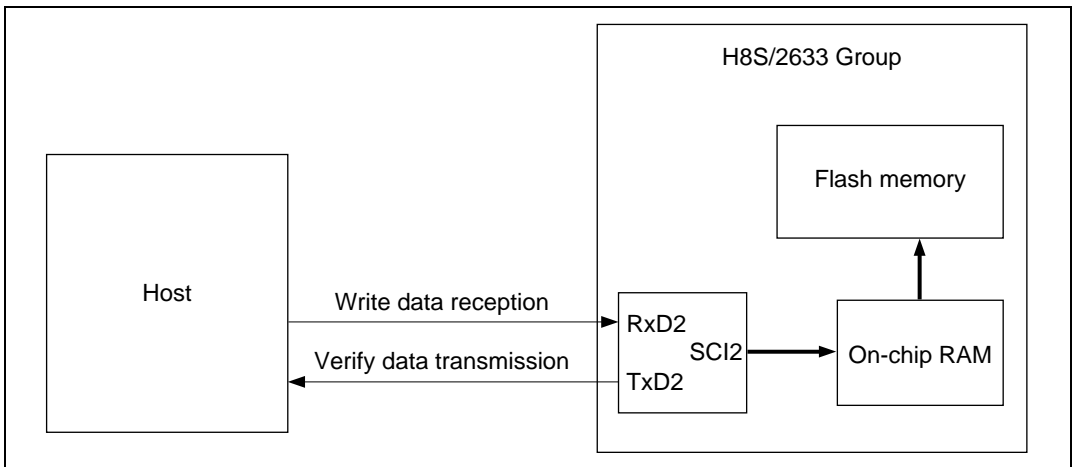 H8S/2633 Group
Flash memory
Host
Write data reception
RxD2
SCI2
On-chip RAM
Verify data transmission
TxD2